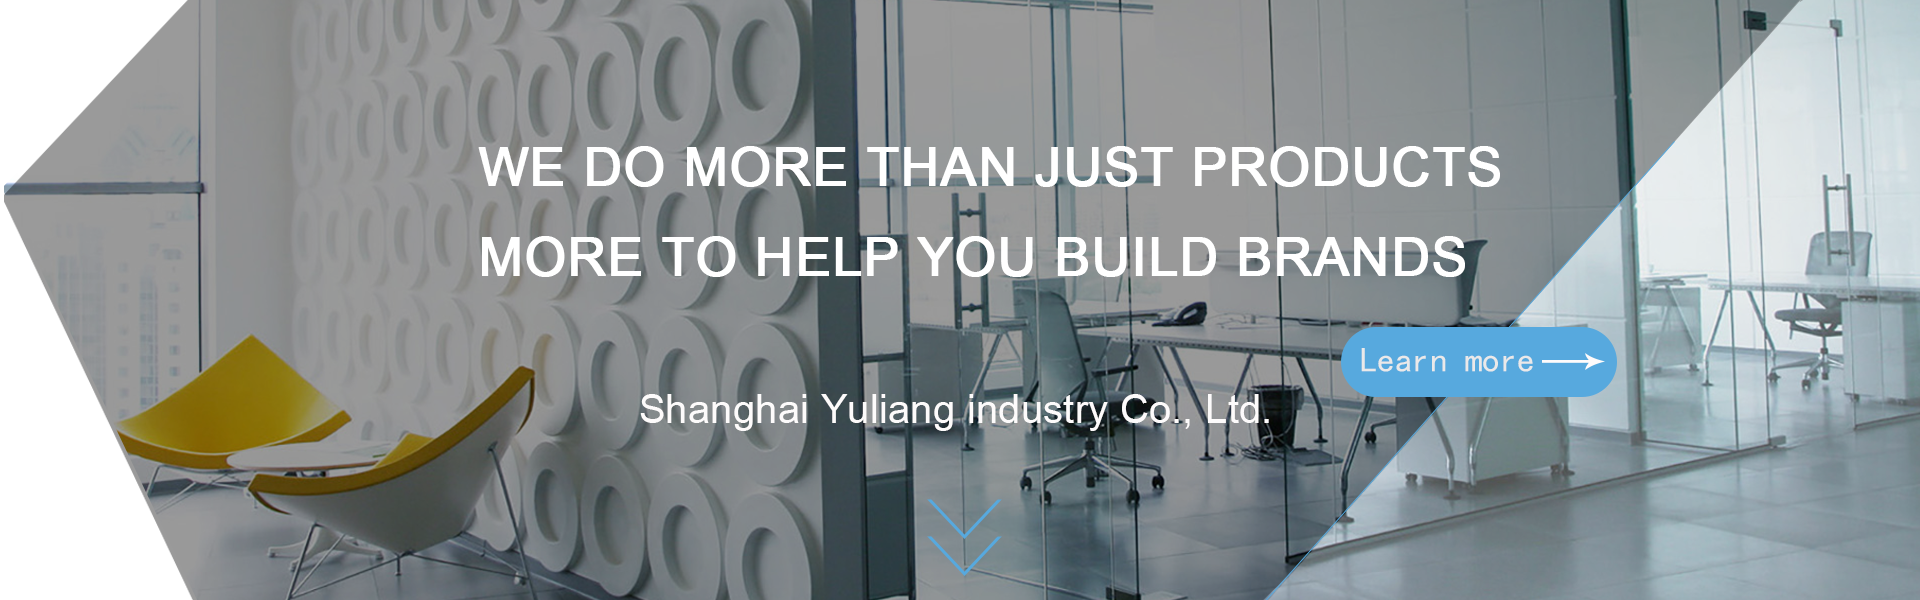 WE DO MORE THAN JUST PRODUCTS
MORE TO HELP YOU BUILD BRANDS
Learn more
Shanghai Yuliang industry Co., Ltd.